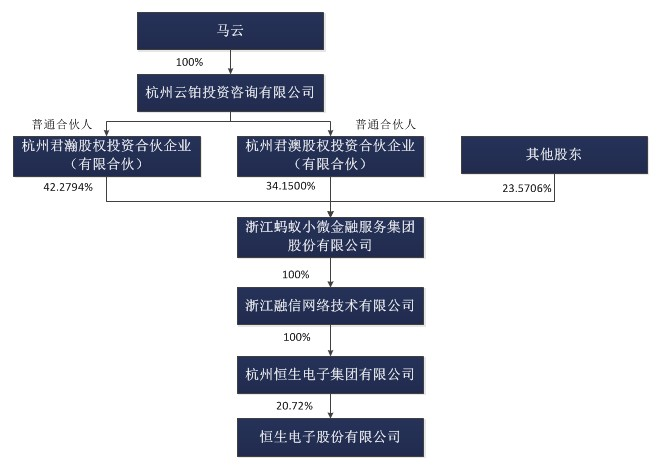 马云
100%
杭州云铂投资咨询有限公司
普通合伙人
普通合伙人
杭州君瀚股权投资合伙企业
（有限合伙）
杭州君澳股权投资合伙企业
（有限合伙）
其他股东
42.2794%
34.1500%
23.5706%
浙江蚂蚁小微金融服务集团
股份有限公司
100%
浙江融信网络技术有限公司
100%
杭州恒生电子集团有限公司
20.72%
恒生电子股份有限公司